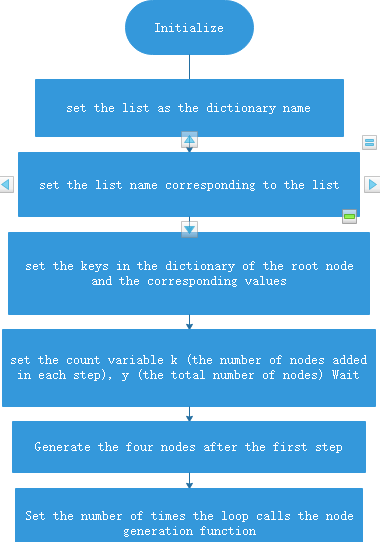 Initialize
set the list as the dictionary name
set the list name corresponding to the list
set the keys in the dictionary of the root node
and the corresponding values
set the count variable k (the number of nodes added
in each step), y (the total number of nodes) Wait
Generate the four nodes after the first step
Set the number of times the loop calls the node
generation function